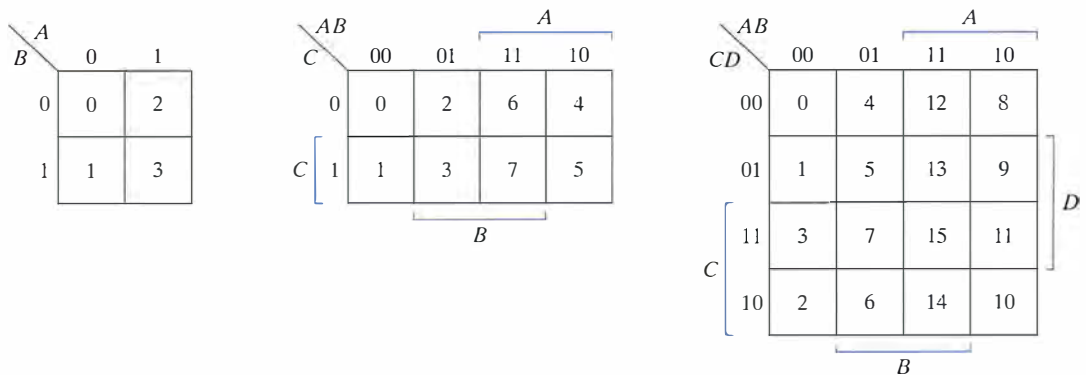 A
B
0 1
0 0 2
1 1 3
AB A
C 00 01 11 10
0 0 2 6 4
C 1 1 3 7 5
B
AB A
CD 00 01 11 10
00 0 4 12 8
01 1 5 13 9
D
11 3 7 15 11
C
10 2 6 14 10
B